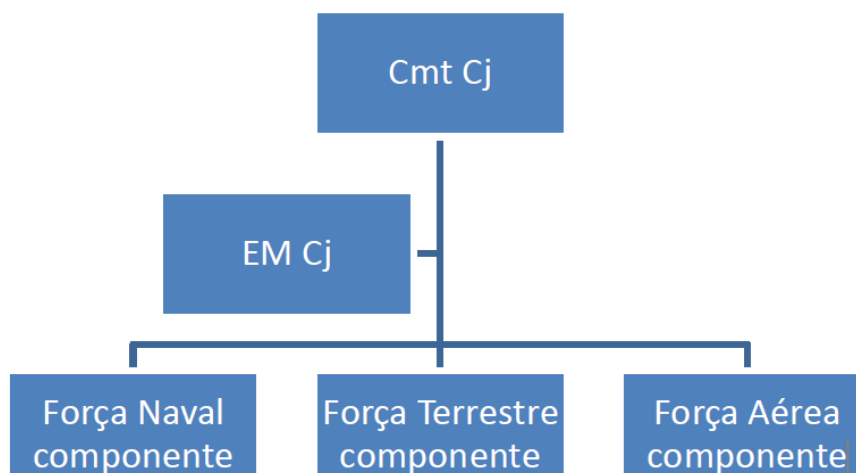 Cmt Cj
EM Cj
Força Naval
componente
Força Terrestre
componente
Força Aérea
componente